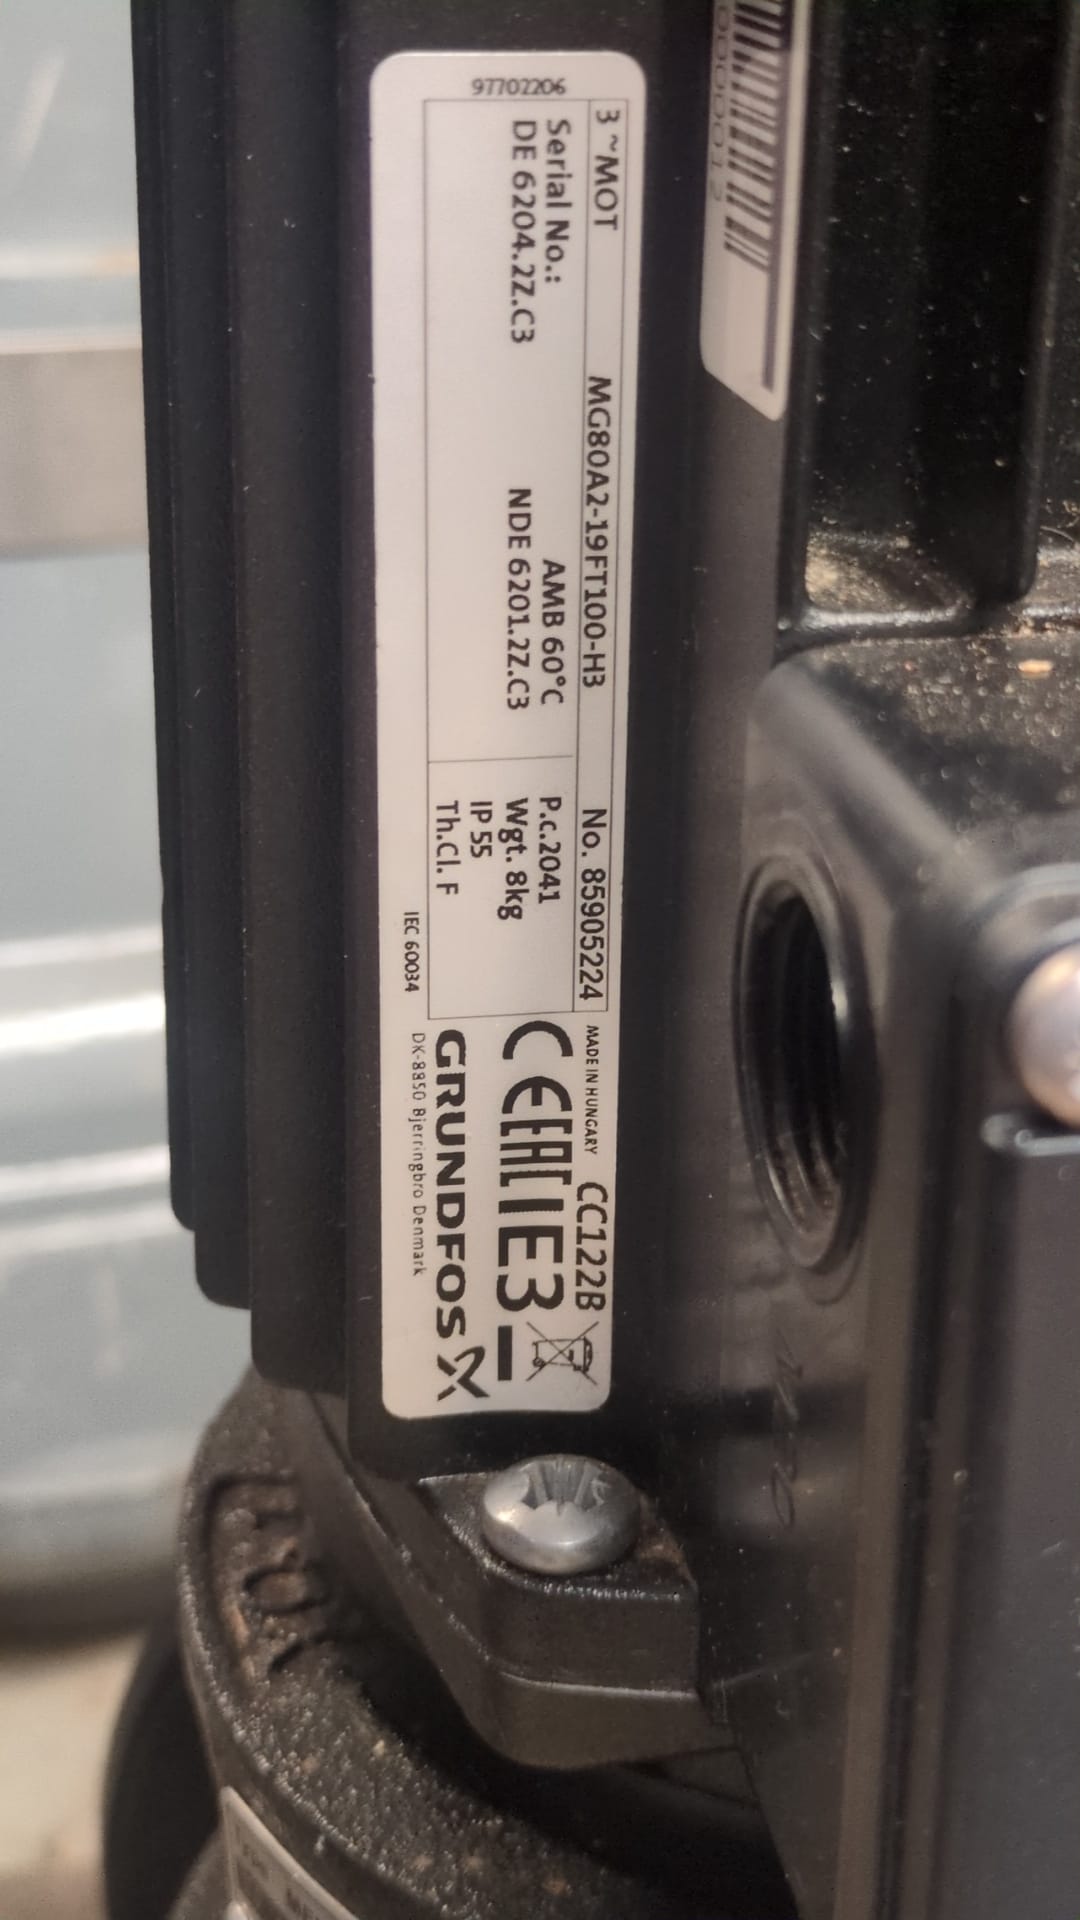 97702206
3 ~MOT MG80A2-19FT100-H3 No. 85905224
Serial No.: AMB 60°C
DE 6204.2Z.C3 NDE 6201.2Z.C3
P.c.2041
Wgt. 8kg
IP 55
Th.Cl. F
IEC 60034
MADE IN HUNGARY CC122B
CE EAC IE3
GRUNDFOS
DK-8850 Bjerringbro Denmark